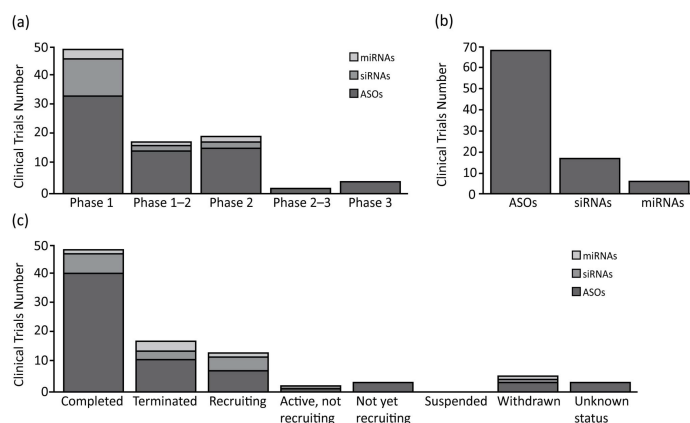 (a)
Clinical Trials Number
50
40
30
20
10
0
miRNAs
siRNAs
ASOs
Phase 1
Phase 1–2
Phase 2
Phase 2–3
Phase 3
(b)
Clinical Trials Number
70
60
50
40
30
20
10
0
ASOs
siRNAs
miRNAs
(c)
Clinical Trials Number
50
40
30
20
10
0
miRNAs
siRNAs
ASOs
Completed
Terminated
Recruiting
Active, not
recruiting
Not yet
recruiting
Suspended
Withdrawn
Unknown
status